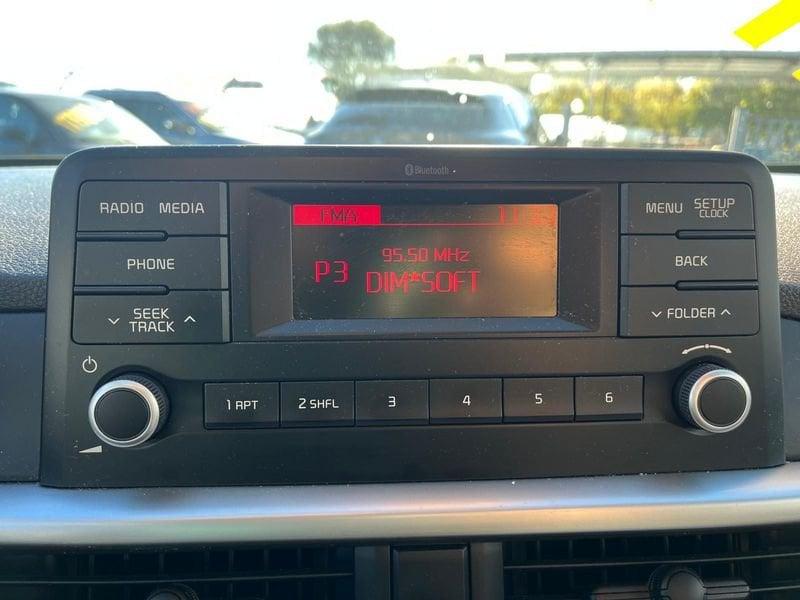 Bluetooth
RADIO MEDIA
MENU SETUP
CLOCK
FMA
95.50 MHz
PHONE
P3
DIM*SOFT
BACK
SEEK
TRACK
FOLDER
1 RPT
2 SHFL
3
4
5
6